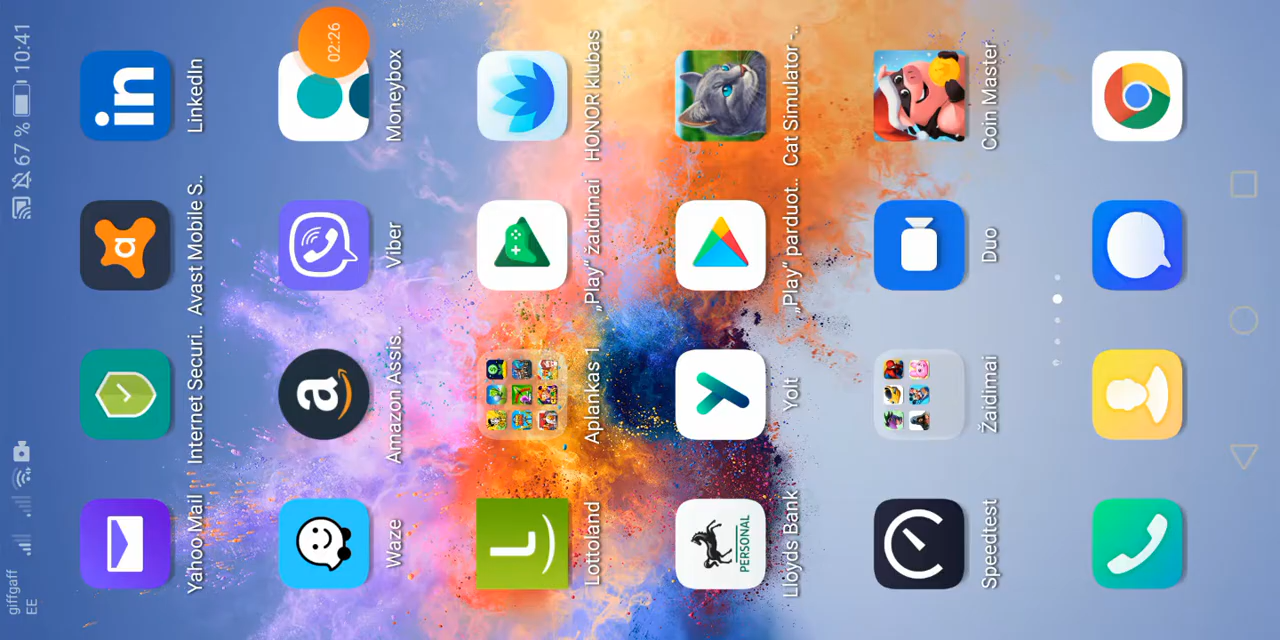 giffgaff
EE
67 %
10:41
Yahoo Mail
Internet Securi..
Avast Mobile S..
LinkedIn
02:26
Waze
Amazon Assis..
Viber
Moneybox
Lottoland
Aplankas 1
„Play“ žaidimai
HONOR klubas
PERSONAL
Lloyds Bank
Yolt
„Play“ parduot..
Cat Simulator -..
Speedtest
Žaidimai
Duo
Coin Master